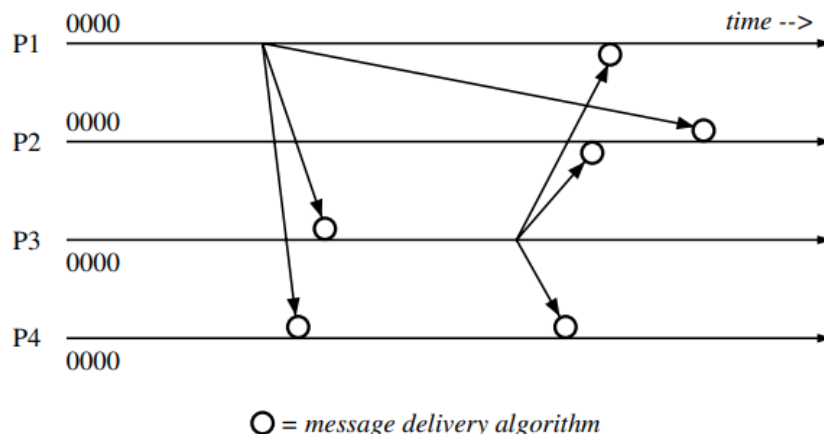 0000
time -->
P1
0000
P2
P3
0000
P4
0000
= message delivery algorithm